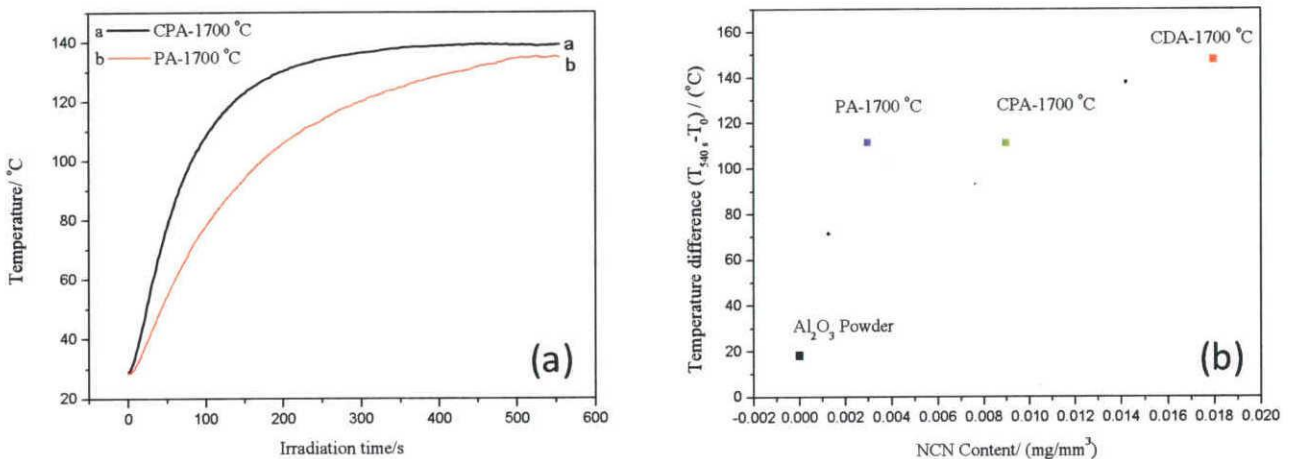 a — CPA-1700 °C
b — PA-1700 °C
140
120
100
80
60
40
20
0
100
200
300
400
500
600
a
b
(a)
Temperature/ °C
Irradiation time/s
180
160
140
120
100
80
60
40
20
0
-0.002 0.000 0.002 0.004 0.006 0.008 0.010 0.012 0.014 0.016 0.018 0.020
CDA-1700 °C
PA-1700 °C
CPA-1700 °C
Al₂O₃ Powder
(b)
Temperature difference (T₅₄₀ ₛ-T₀) / (°C)
NCN Content/ (mg/mm³)